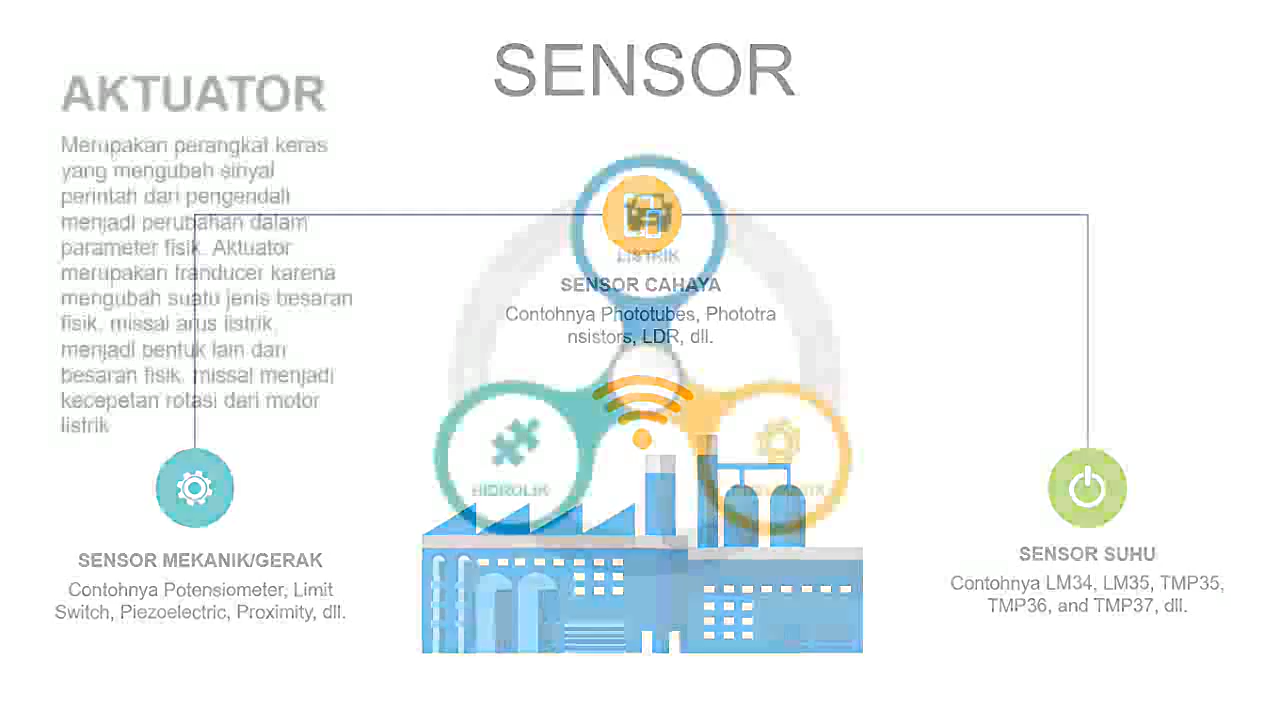 SENSOR
AKTUATOR
Merupakan perangkat keras
yang mengubah sinyal
perintah dari pengendali
menjadi perubahan dalam
parameter fisik. Aktuator
merupakan tranducer karena
mengubah suatu jenis besaran
fisik, missal arus listrik
menjadi bentuk lain dari
besaran fisik, missal menjadi
kecepetan rotasi dari motor
listrik
LISTRIK
SENSOR CAHAYA
Contohnya Phototubes, Phototra
nsistors, LDR, dll.
HIDROLIK
SENSOR MEKANIK/GERAK
Contohnya Potensiometer, Limit
Switch, Piezoelectric, Proximity, dll.
SENSOR SUHU
Contohnya LM34, LM35, TMP35,
TMP36, and TMP37, dll.